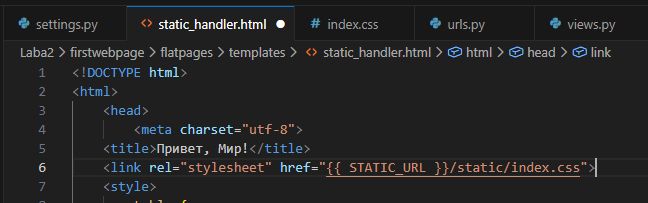 settings.py static_handler.html index.css urls.py views.py
Laba2 > firstwebpage > flatpages > templates > static_handler.html > html > head > link
1 <!DOCTYPE html>
2 <html>
3 <head>
4 <meta charset="utf-8">
5 <title>Привет, Мир!</title>
6 <link rel="stylesheet" href="{{ STATIC_URL }}/static/index.css">
7 <style>